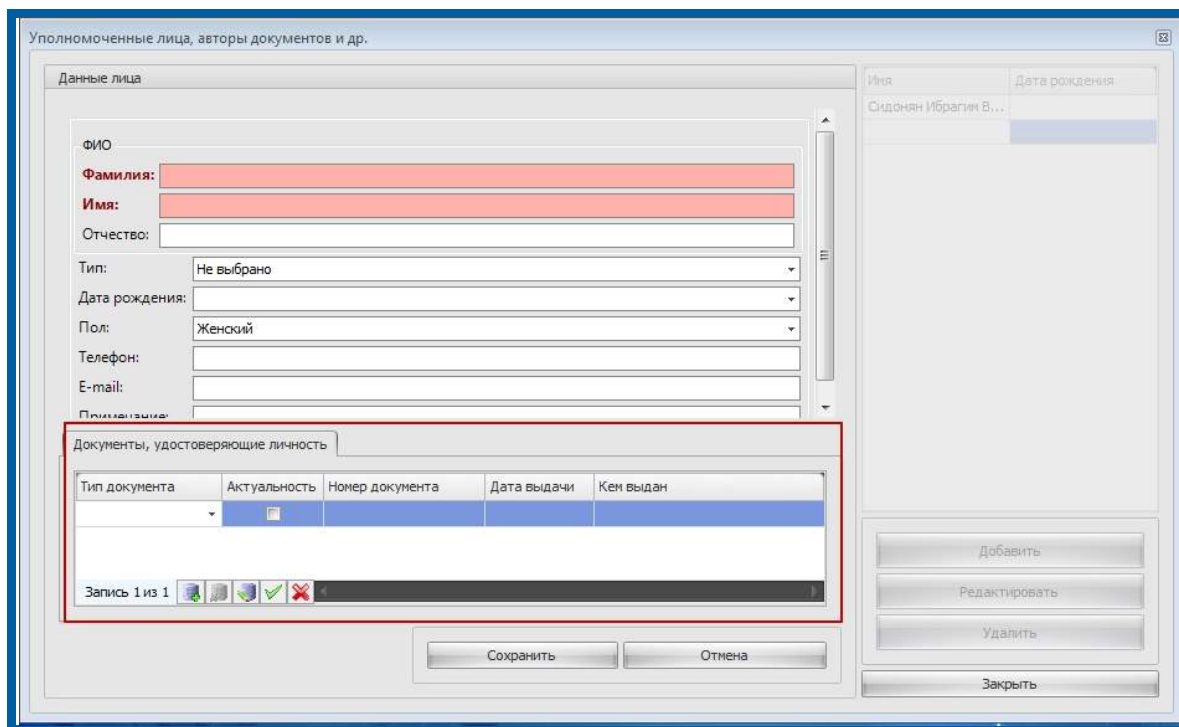 Уполномоченные лица, авторы документов и др.
Данные лица
ФИО
Фамилия:
Имя:
Отчество:
Тип: Не выбрано
Дата рождения:
Пол: Женский
Телефон:
E-mail:
Примечание:
Документы, удостоверяющие личность
Тип документа Актуальность Номер документа Дата выдачи Кем выдан
Запись 1 из 1
Сохранить Отмена
Имя Дата рождения
Сидонян Ибрагин В...
Добавить
Редактировать
Удалить
Закрыть